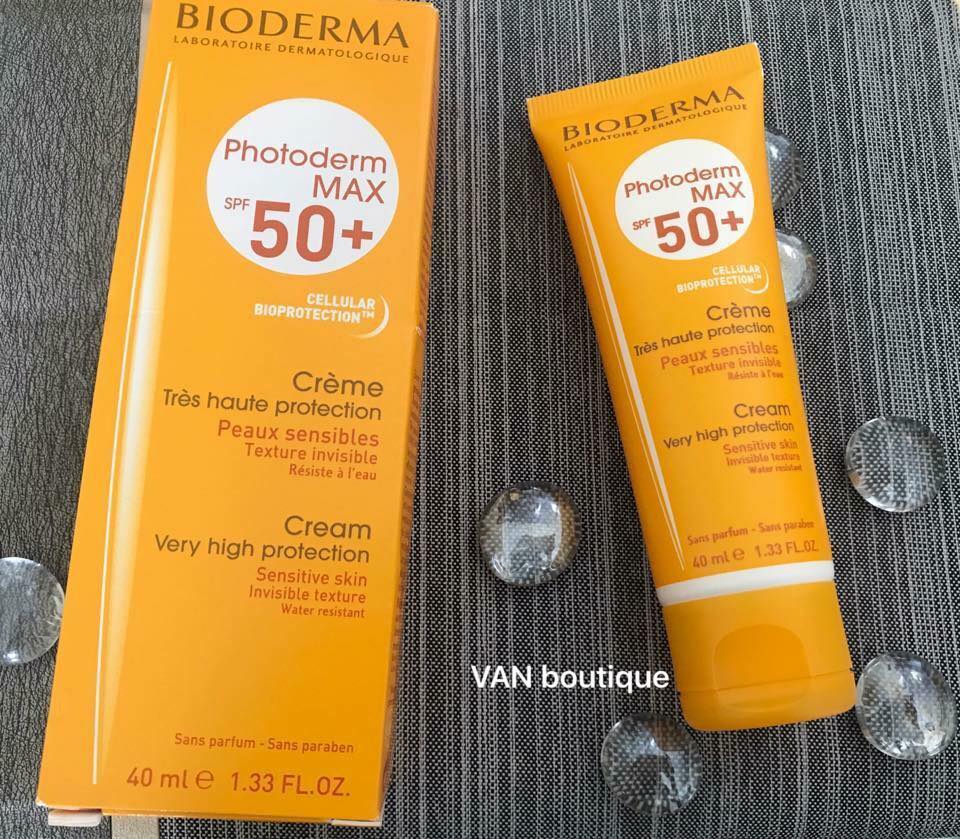 BIODERMA
LABORATOIRE DERMATOLOGIQUE
Photoderm
MAX
SPF 50+
CELLULAR
BIOPROTECTION™
Crème
Très haute protection
Peaux sensibles
Texture invisible
Résiste à l'eau
Cream
Very high protection
Sensitive skin
Invisible texture
Water resistant
Sans parfum - Sans paraben
40 ml e 1.33 FL.OZ.
BIODERMA
LABORATOIRE DERMATOLOGIQUE
Photoderm
MAX
SPF 50+
CELLULAR
BIOPROTECTION™
Crème
Très haute protection
Peaux sensibles
Texture invisible
Résiste à l'eau
Cream
Very high protection
Sensitive skin
Invisible texture
Water resistant
Sans parfum - Sans paraben
40 ml e 1.33 FL.OZ.
VAN boutique